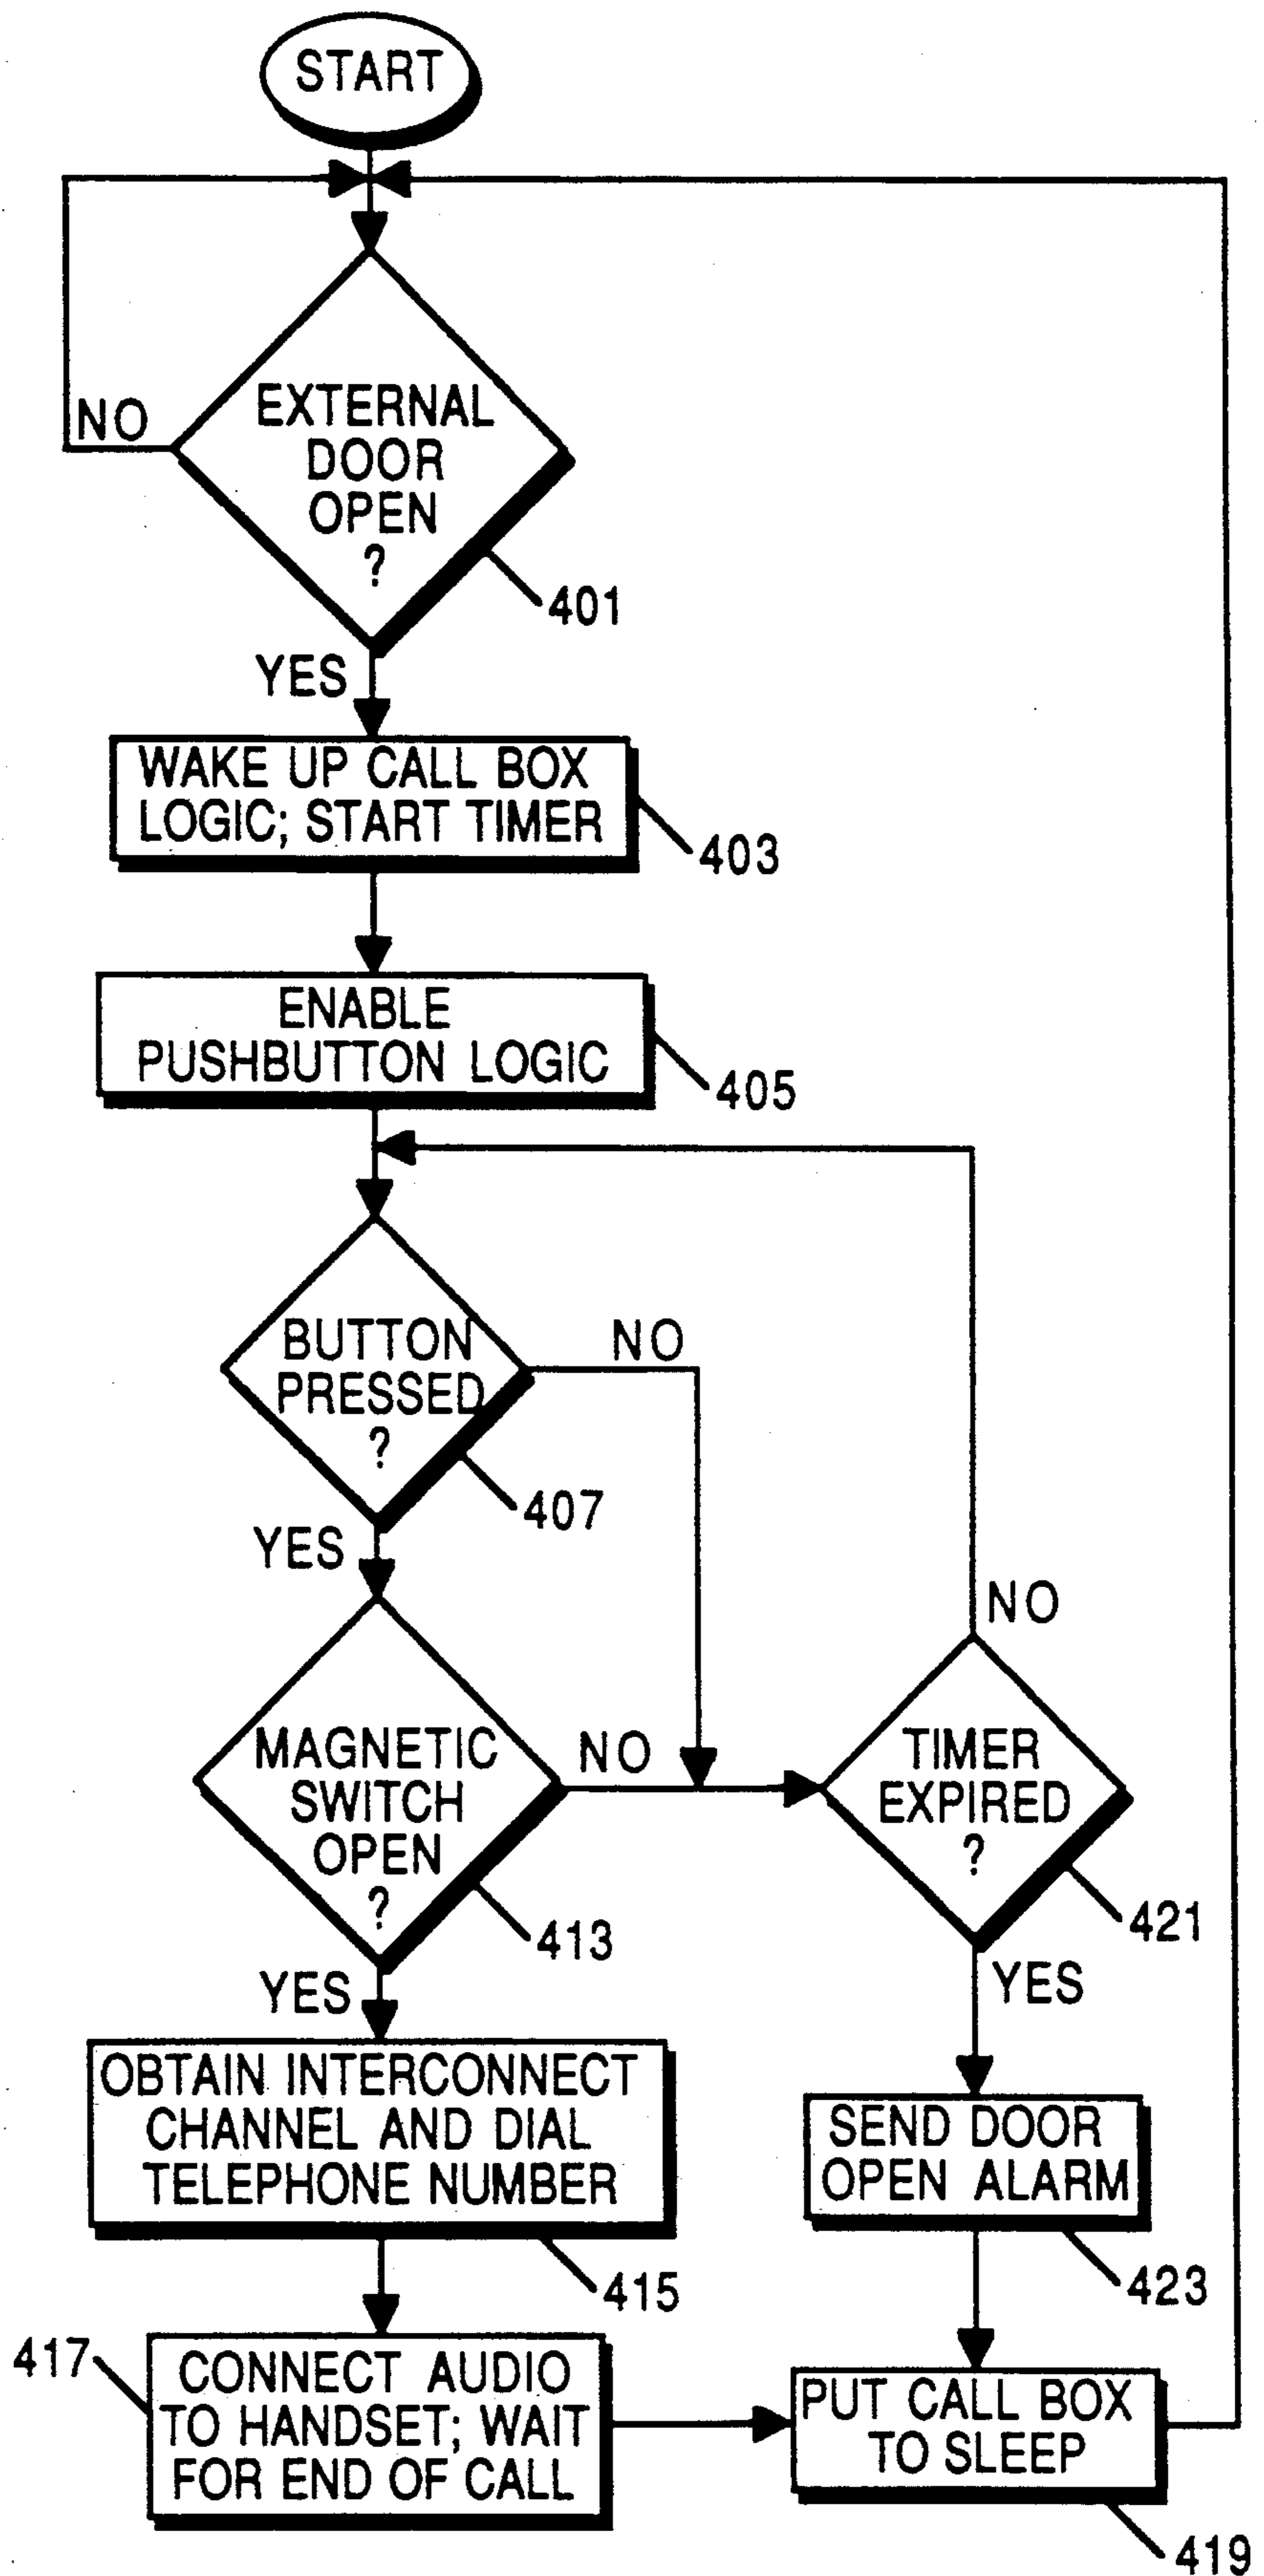 START
NO
EXTERNAL
DOOR
OPEN
?
401
YES
WAKE UP CALL BOX
LOGIC; START TIMER
403
ENABLE
PUSHBUTTON LOGIC
405
BUTTON
PRESSED
?
NO
407
YES
MAGNETIC
SWITCH
OPEN
?
NO
413
NO
TIMER
EXPIRED
?
421
YES
YES
OBTAIN INTERCONNECT
CHANNEL AND DIAL
TELEPHONE NUMBER
415
SEND DOOR
OPEN ALARM
423
417
CONNECT AUDIO
TO HANDSET; WAIT
FOR END OF CALL
PUT CALL BOX
TO SLEEP
419